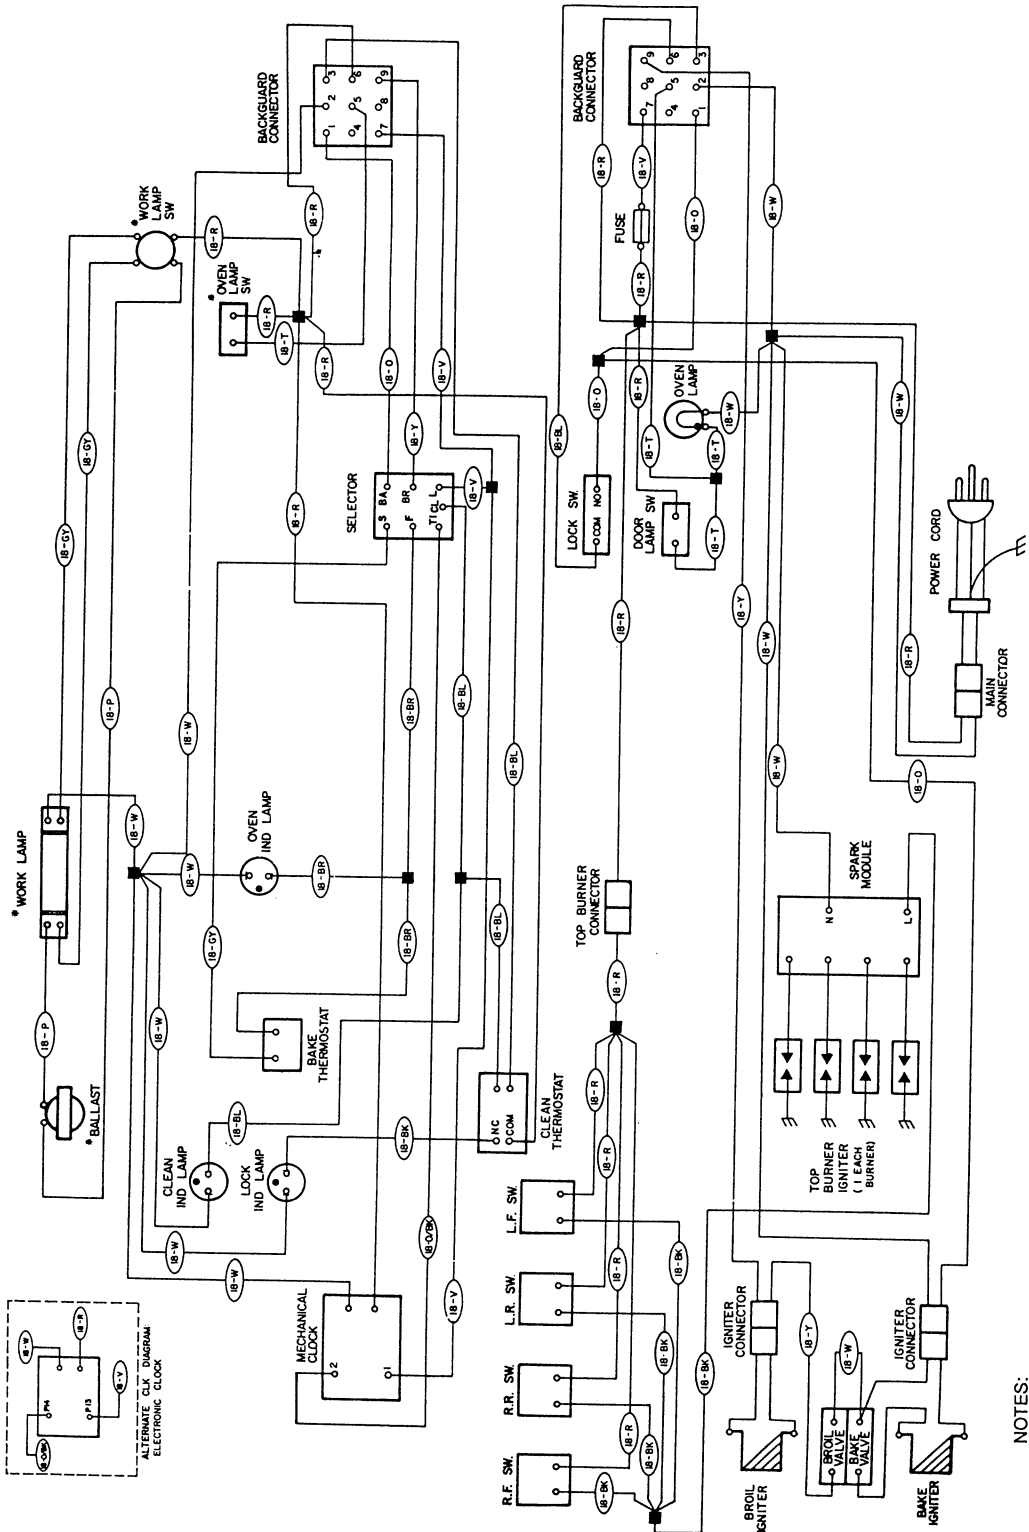 BACKGUARD
CONNECTOR
3
6
9
2
5
8
1
4
7
* WORK
LAMP
SW
18-R
* OVEN
LAMP
SW
18-R
18-T
18-R
18-R
18-GY
18-GY
18-P
18-W
18-R
18-O
18-Y
18-V
SELECTOR
S BA
F BR
TI CL L
18-V
18-BR
18-BL
18-BL
* WORK LAMP
18-W
18-W
OVEN
IND LAMP
18-BR
18-BR
18-BL
18-GY
18-P
18-W
* BALLAST
BAKE
THERMOSTAT
CLEAN
IND LAMP
18-BL
LOCK
IND LAMP
18-BK
NC
COM
CLEAN
THERMOSTAT
18-W
18-W
18-O/BK
18-V
MECHANICAL
CLOCK
2
1
18-W
18-R
P14
P13
18-V
18-O/BK
ALTERNATE CLK DIAGRAM:
ELECTRONIC CLOCK
BACKGUARD
CONNECTOR
9
6
3
8
5
2
7
4
1
18-R
18-V
FUSE
18-R
18-O
18-W
18-BL
18-O
18-R
18-T
OVEN
LAMP
18-W
18-T
18-W
LOCK SW.
COM NO
DOOR
LAMP SW
18-T
18-R
18-Y
18-W
18-W
POWER CORD
18-R
MAIN
CONNECTOR
18-O
TOP BURNER
CONNECTOR
18-R
SPARK
MODULE
N
L
TOP
BURNER
IGNITER
( 1 EACH
BURNER)
18-R
18-R
18-R
18-R
L.F. SW.
L.R. SW.
R.R. SW.
R.F. SW.
18-BK
18-BK
18-BK
18-BK
18-BK
IGNITER
CONNECTOR
18-Y
18-W
IGNITER
CONNECTOR
BROIL
VALVE
BAKE
VALVE
BROIL
IGNITER
BAKE
IGNITER
NOTES: